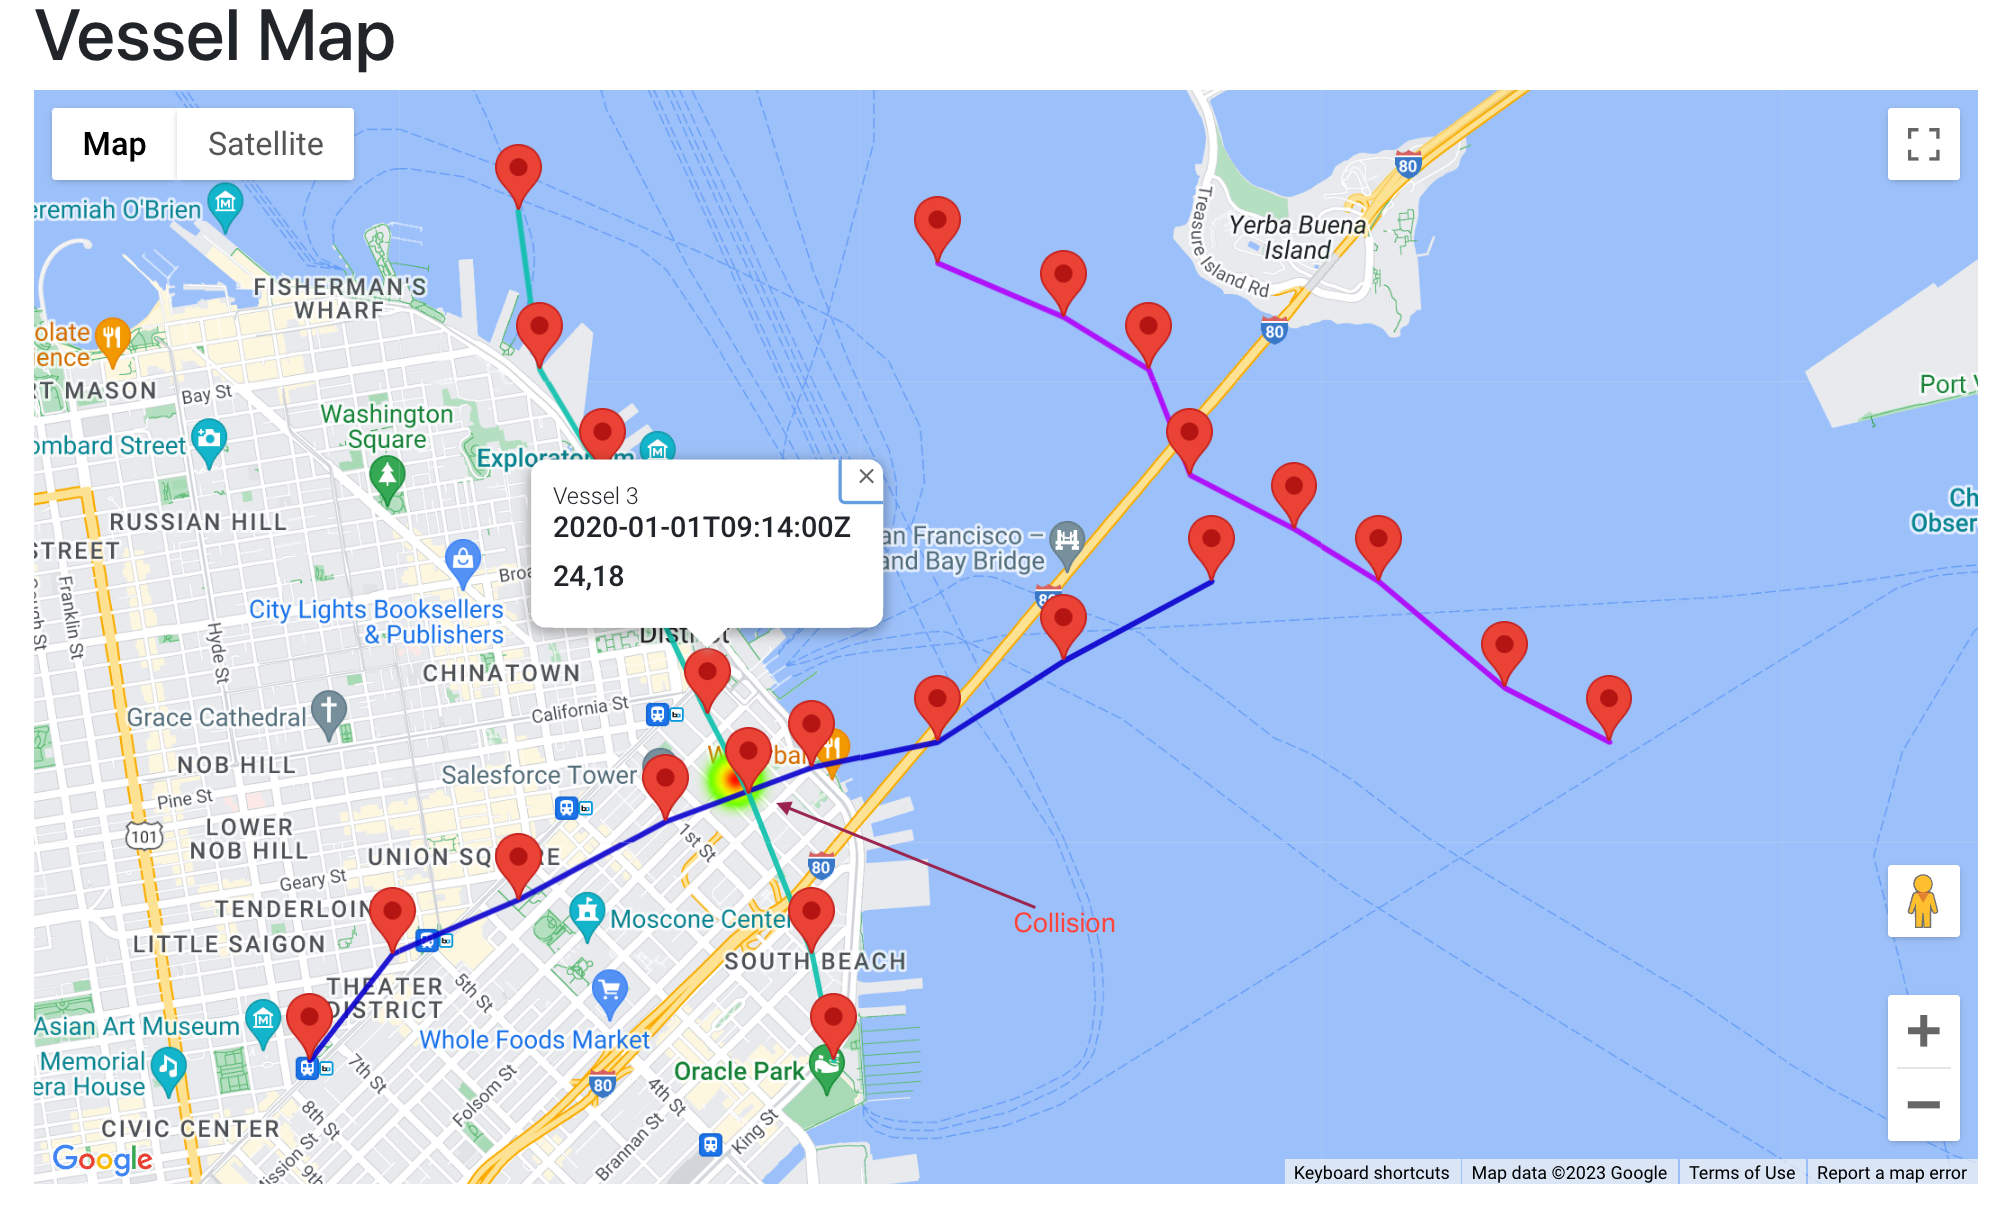 Vessel Map
Map
Satellite
80
eremiah O'Brien
Treasure Island Rd
Yerba Buena
Island
FISHERMAN'S
WHARF
80
olate
ence
RT MASON
Bay St
Port
Washington
Square
ombard Street
Exploratorium
Vessel 3
2020-01-01T09:14:00Z
24,18
Ch
Obser
RUSSIAN HILL
STREET
an Francisco –
and Bay Bridge
Franklin St
Broa
80
City Lights Booksellers
& Publishers
Hyde St
District
CHINATOWN
California St
Grace Cathedral
NOB HILL
Salesforce Tower
Pine St
101
LOWER
NOB HILL
1st St
UNION SQ RE
80
Geary St
TENDERLOIN
Moscone Center
Collision
LITTLE SAIGON
SOUTH BEACH
THEATER
DISTRICT
5th St
Asian Art Museum
Whole Foods Market
Memorial
era House
7th St
Oracle Park
80
Folsom St
4th St
8th St
CIVIC CENTER
King St
Brannan St
ission St
9th
Google
Keyboard shortcuts
Map data ©2023 Google
Terms of Use
Report a map error